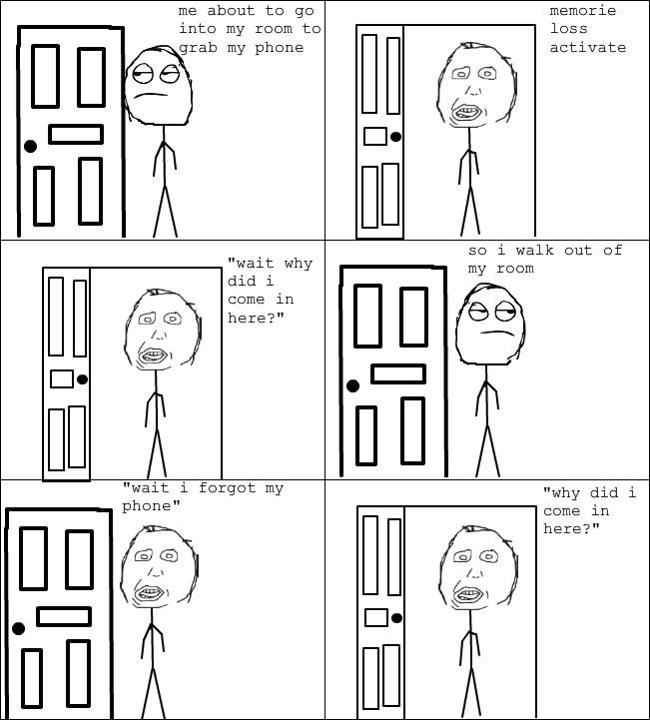 me about to go
into my room to
grab my phone
memorie
loss
activate
"wait why
did i
come in
here?"
so i walk out of
my room
"wait i forgot my
phone"
"why did i
come in
here?"